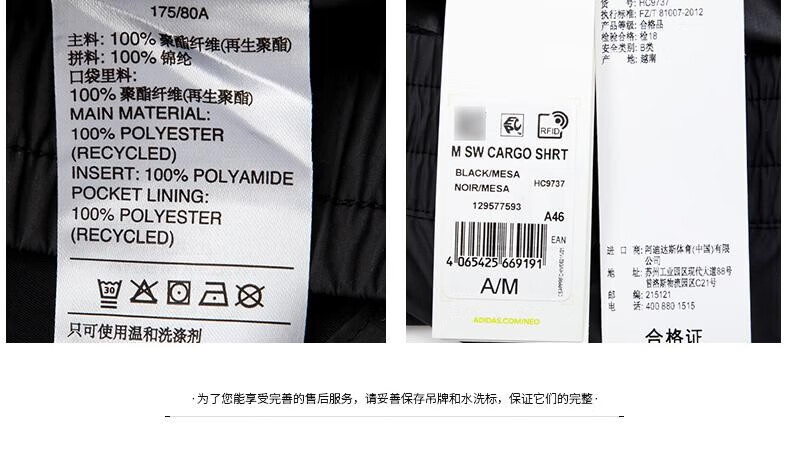 175/80A
主料: 100% 聚酯纤维(再生聚酯)
拼料: 100% 锦纶
口袋里料:
100% 聚酯纤维(再生聚酯)
MAIN MATERIAL:
100% POLYESTER
(RECYCLED)
INSERT: 100% POLYAMIDE
POCKET LINING:
100% POLYESTER
(RECYCLED)
30
只可使用温和洗涤剂
RFID
M SW CARGO SHRT
BLACK/MESA
NOIR/MESA
HC9737
129577593
A46
EAN
4 065425 669191
A/M
ADIDAS.COM/NEO
货 号: HC9737
执行标准: FZ/T 81007-2012
产品等级: 合格品
检验合格: 检18
安全类别: B类
产 地: 越南
进 口 商: 阿迪达斯体育(中国)有限
公司
地 址: 苏州工业园区现代大道88号
普洛斯物流园区C21号
邮 编: 215121
电 话: 400 880 1515
合格证
·为了您能享受完善的售后服务，请妥善保存吊牌和水洗标，保证它们的完整·